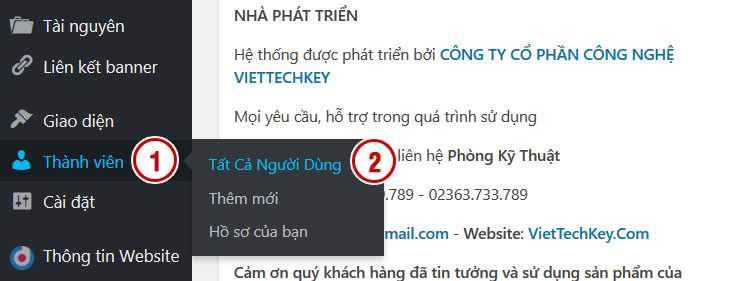 Tài nguyên
Liên kết banner
Giao diện
Thành viên
1
Cài đặt
Thông tin Website
Tất Cả Người Dùng
2
Thêm mới
Hồ sơ của bạn
NHÀ PHÁT TRIỂN
Hệ thống được phát triển bởi CÔNG TY CỔ PHẦN CÔNG NGHỆ
VIETTECHKEY
Mọi yêu cầu, hỗ trợ trong quá trình sử dụng
liên hệ Phòng Kỹ Thuật
.789 - 02363.733.789
mail.com - Website: VietTechKey.Com
Cảm ơn quý khách hàng đã tin tưởng và sử dụng sản phẩm của